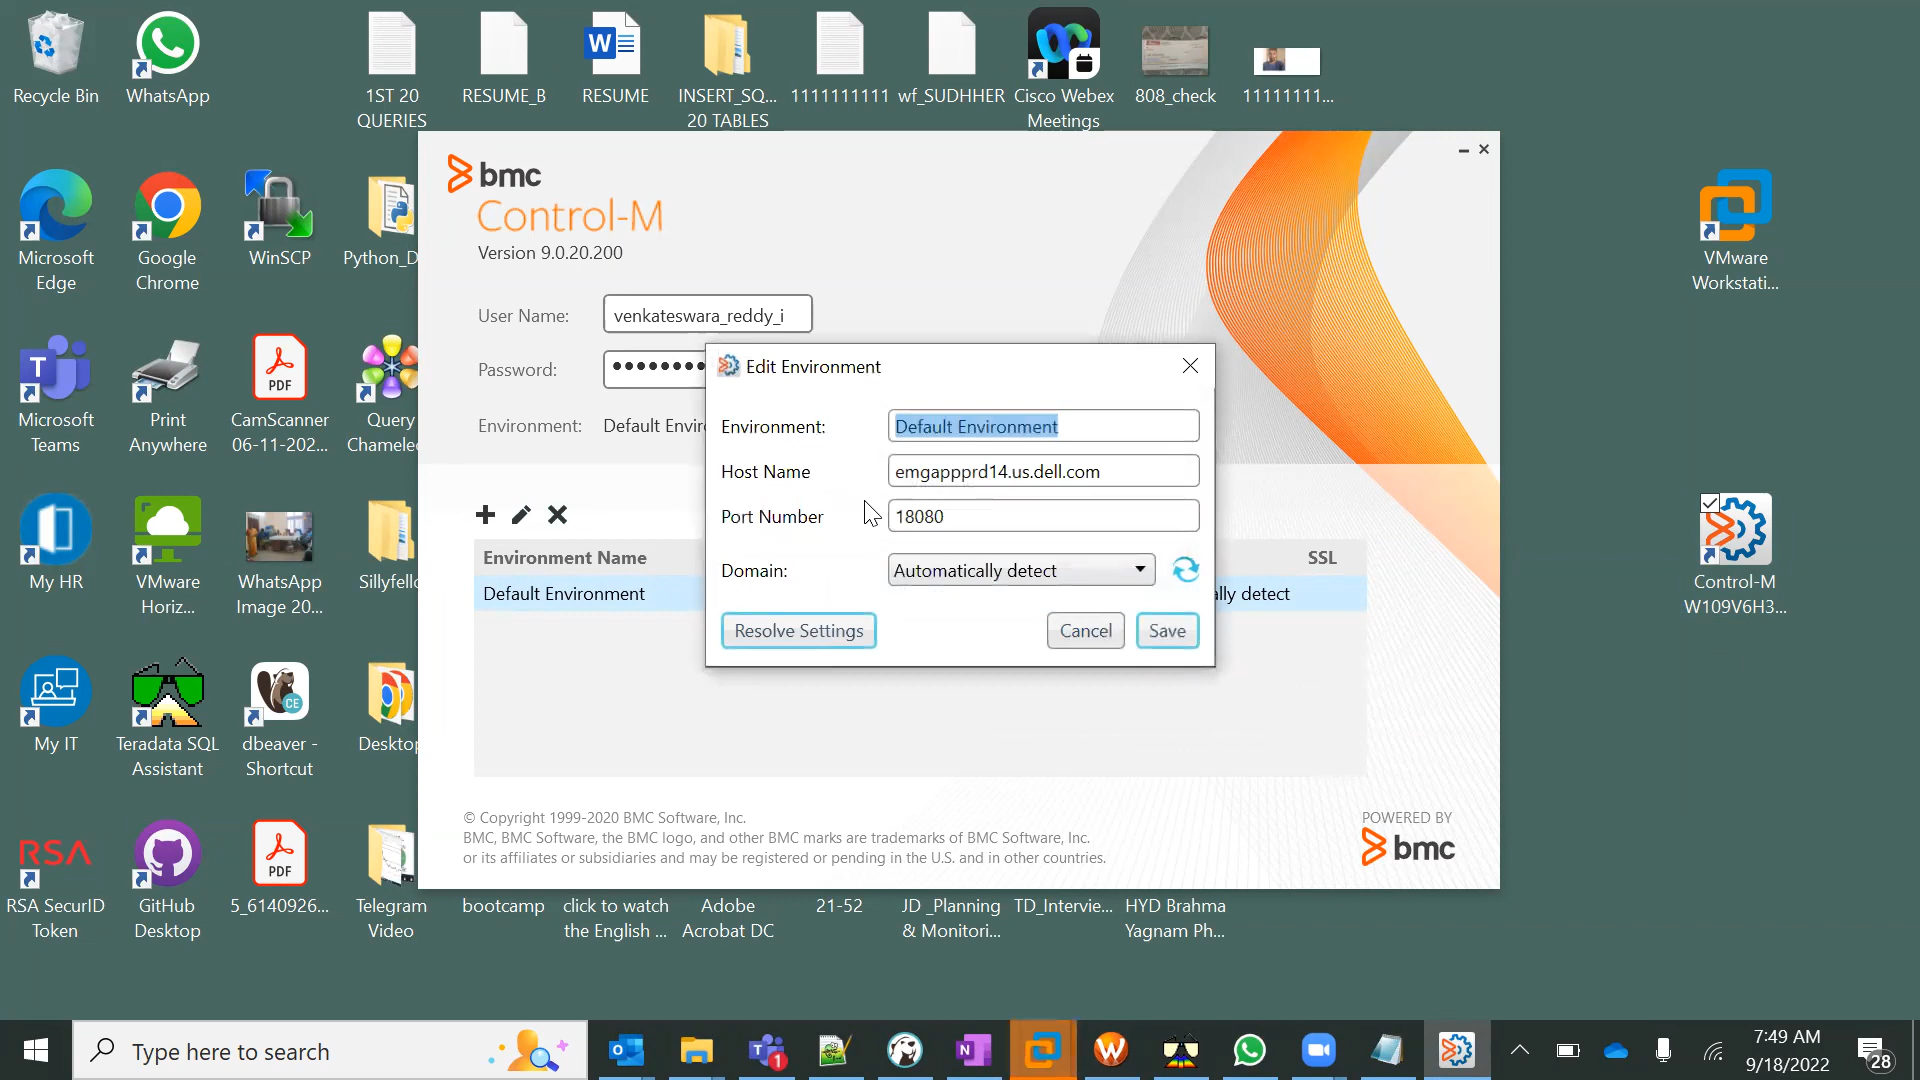 Recycle Bin
WhatsApp
1ST 20
QUERIES
RESUME_B
RESUME
INSERT_SQ...
20 TABLES
1111111111
wf_SUDHHER
Cisco Webex
Meetings
808_check
11111111...
bmc
Control-M
Version 9.0.20.200
Microsoft
Edge
Google
Chrome
WinSCP
Python_D
VMware
Workstati...
User Name:
venkateswara_reddy_i
Password:
Environment:
Default Envir
Edit Environment
Environment:
Default Environment
Host Name
emgappprd14.us.dell.com
Port Number
18080
Domain:
Automatically detect
Resolve Settings
Cancel
Save
Microsoft
Teams
Print
Anywhere
PDF
CamScanner
06-11-202...
Query
Chamele
Environment Name
SSL
Default Environment
lly detect
My HR
VMware
Horiz...
WhatsApp
Image 20...
Sillyfell
Control-M
W109V6H3...
My IT
Teradata SQL
Assistant
CE
dbeaver -
Shortcut
Desktop
© Copyright 1999-2020 BMC Software, Inc.
BMC, BMC Software, the BMC logo, and other BMC marks are trademarks of BMC Software, Inc.
or its affiliates or subsidiaries and may be registered or pending in the U.S. and in other countries.
POWERED BY
bmc
RSA
RSA SecurID
Token
GitHub
Desktop
PDF
5_6140926...
Telegram
Video
bootcamp
click to watch
the English ...
Adobe
Acrobat DC
21-52
JD _Planning
& Monitori...
TD_Intervie...
HYD Brahma
Yagnam Ph...
Type here to search
1
7:49 AM
9/18/2022
28